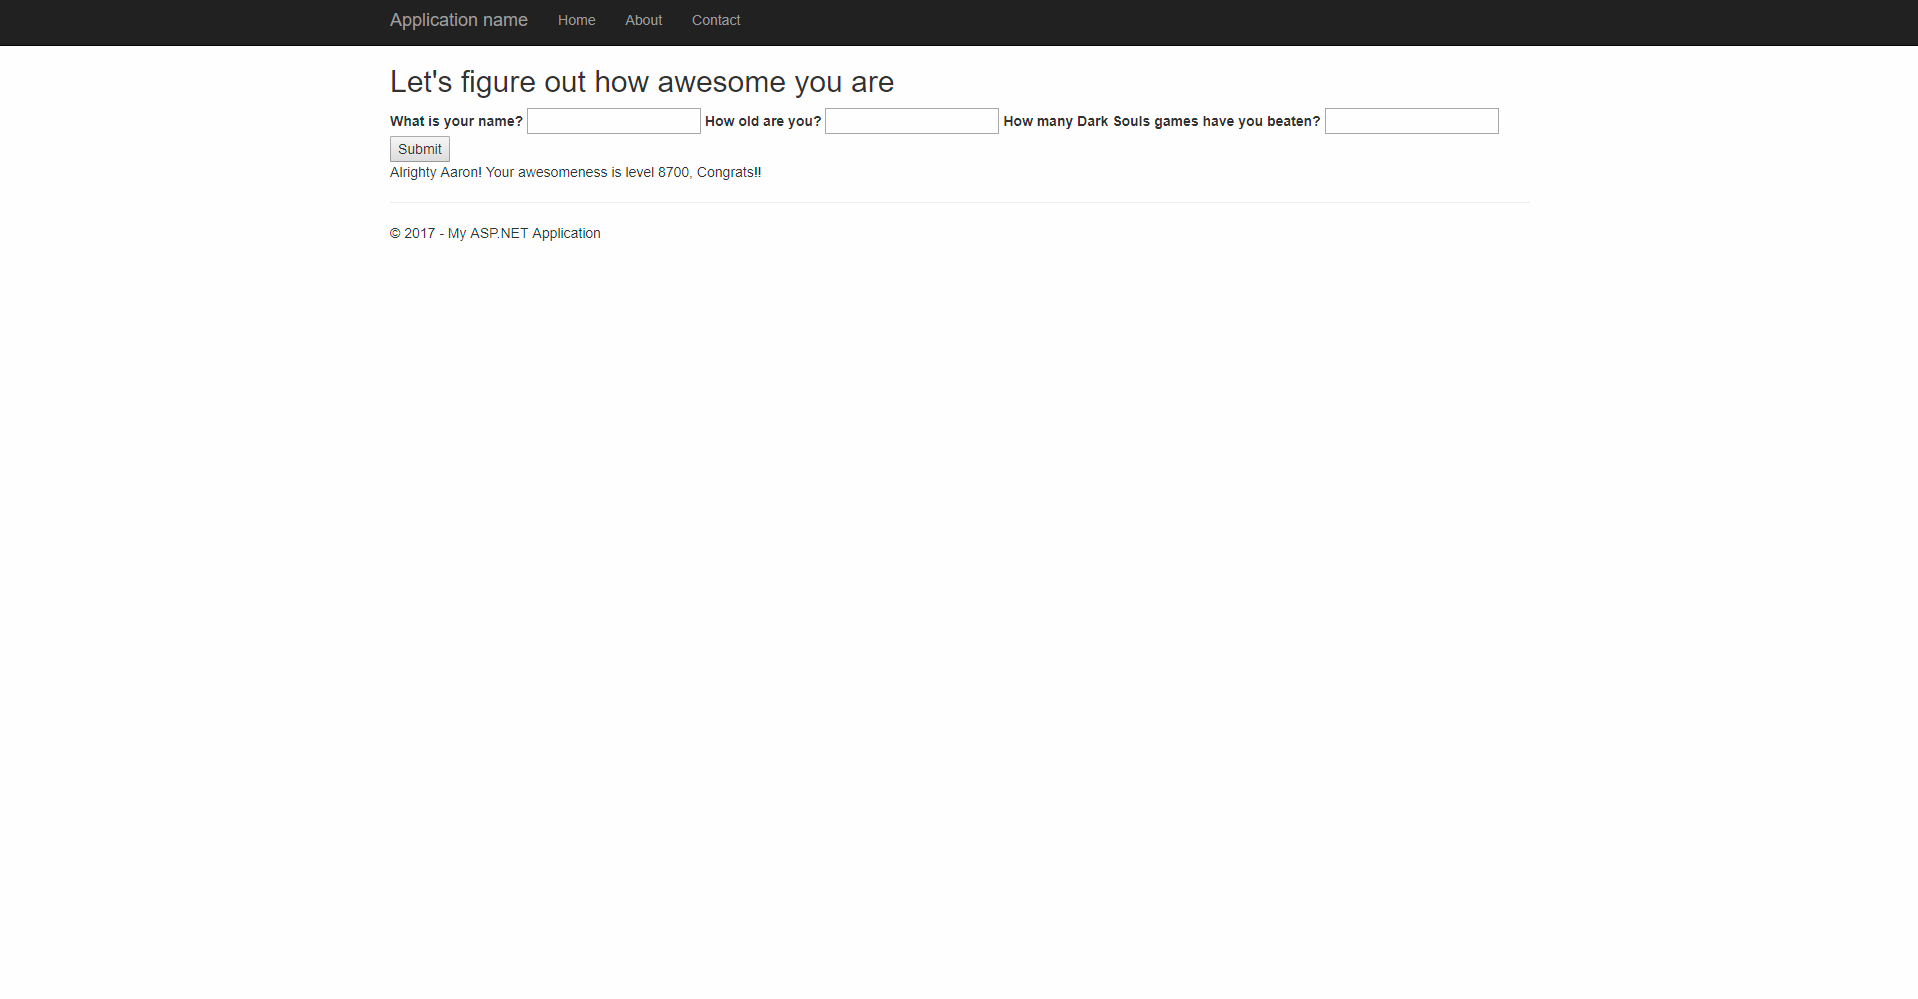 Application name Home About Contact
Let's figure out how awesome you are
What is your name? How old are you? How many Dark Souls games have you beaten?
Submit
Alrighty Aaron! Your awesomeness is level 8700, Congrats!!
© 2017 - My ASP.NET Application